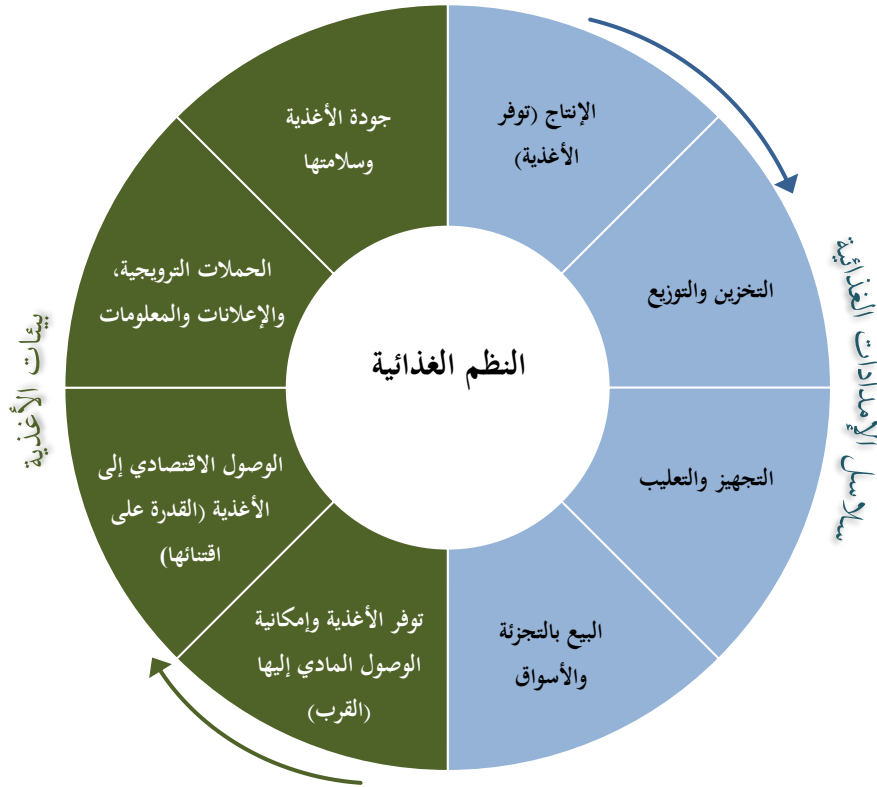 النظم الغذائية
سلاسل الإمدادات الغذائية
الإنتاج (توفر
الأغذية)
التخزين والتوزيع
التجهيز والتعليب
البيع بالتجزئة
والأسواق
بيئات الأغذية
توفر الأغذية وإمكانية
الوصول المادي إليها
(القرب)
الوصول الاقتصادي إلى
الأغذية (القدرة على
اقتنائها)
الحملات الترويجية،
والإعلانات والمعلومات
جودة الأغذية
وسلامتها